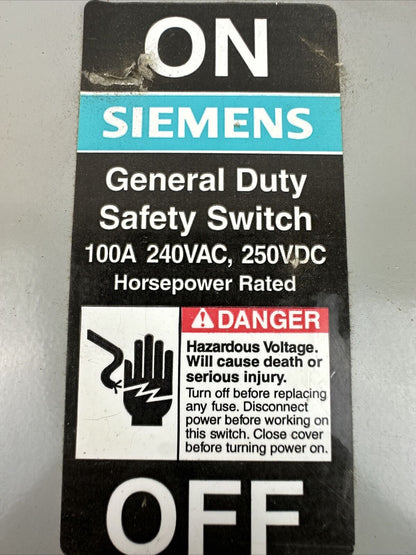 ON
SIEMENS
General Duty
Safety Switch
100A 240VAC, 250VDC
Horsepower Rated
DANGER
Hazardous Voltage.
Will cause death or
serious injury.
Turn off before replacing
any fuse. Disconnect
power before working on
this switch. Close cover
before turning power on.
OFF